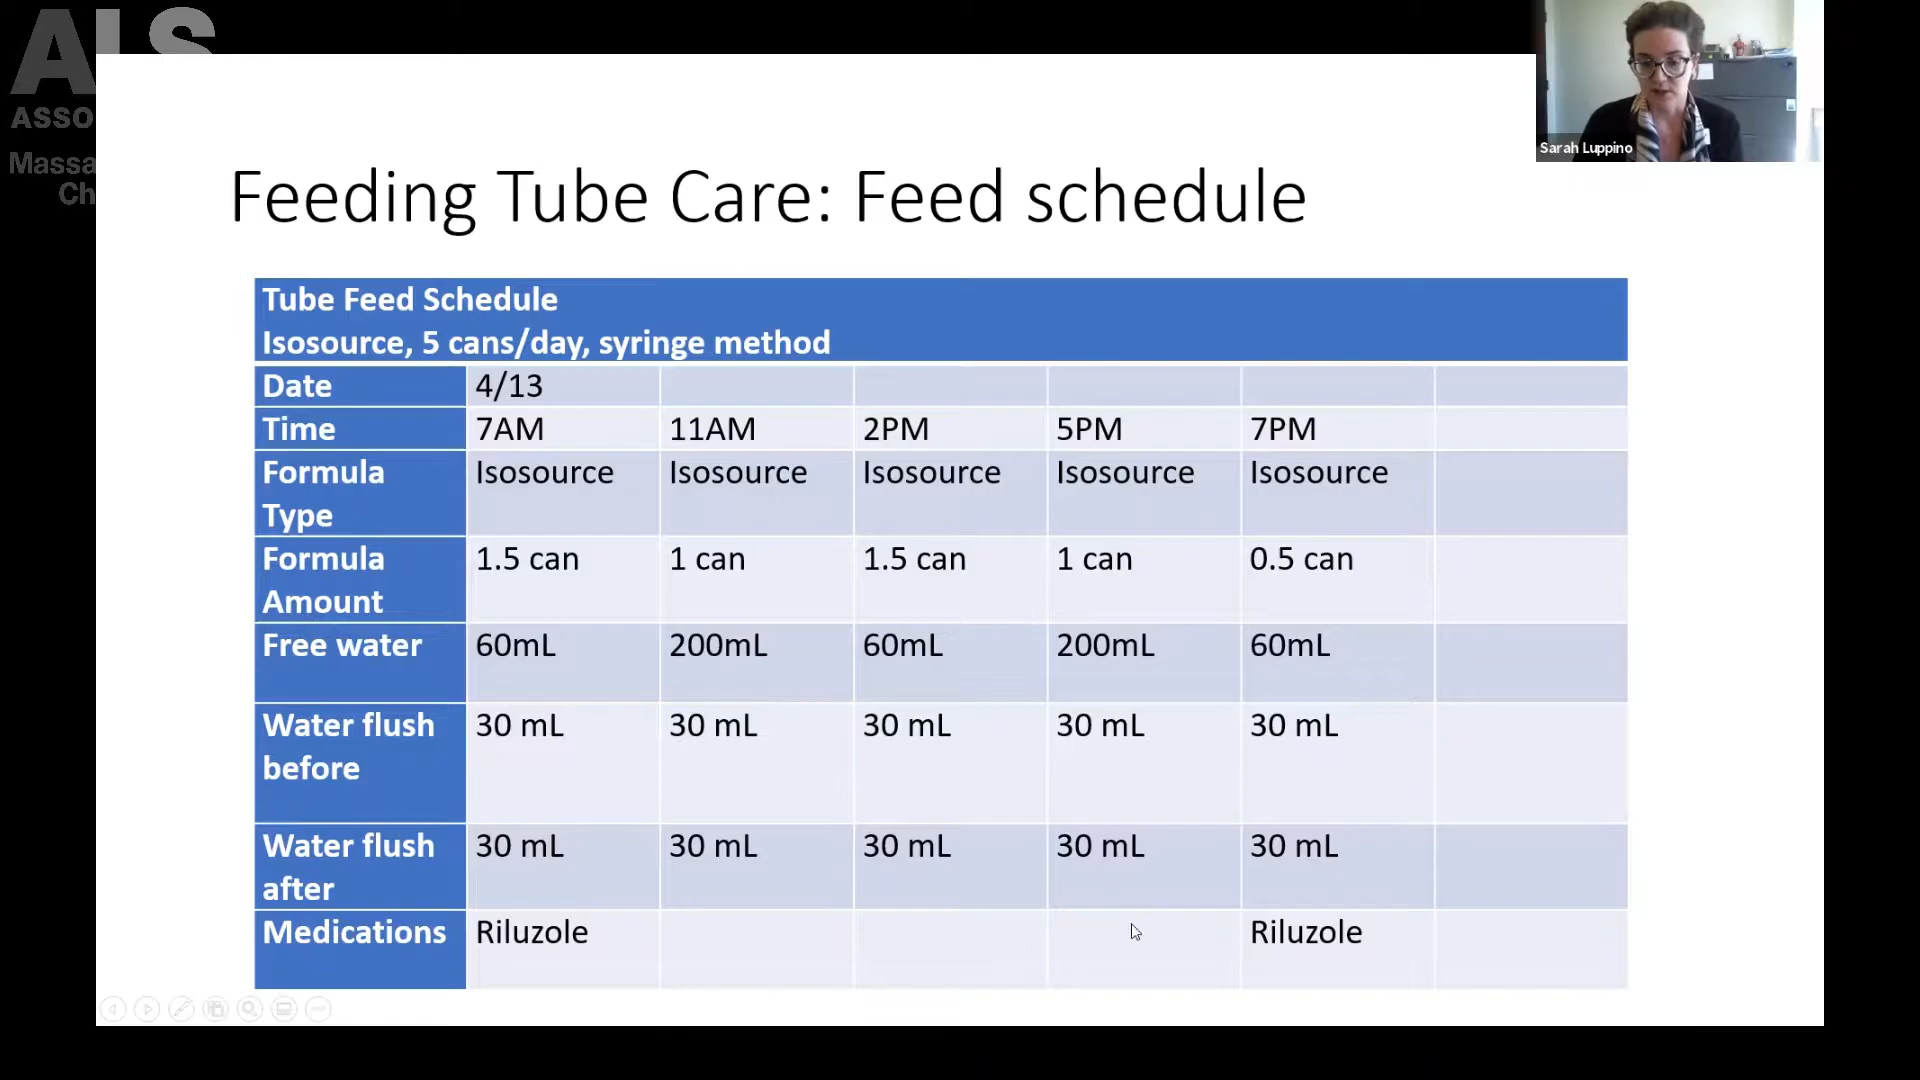 ALS
ASSO
Massa
Ch
Sarah Luppino
Feeding Tube Care: Feed schedule
Tube Feed Schedule
Isosource, 5 cans/day, syringe method
Date 4/13
Time 7AM 11AM 2PM 5PM 7PM
Formula Type Isosource Isosource Isosource Isosource Isosource
Formula Amount 1.5 can 1 can 1.5 can 1 can 0.5 can
Free water 60mL 200mL 60mL 200mL 60mL
Water flush before 30 mL 30 mL 30 mL 30 mL 30 mL
Water flush after 30 mL 30 mL 30 mL 30 mL 30 mL
Medications Riluzole Riluzole